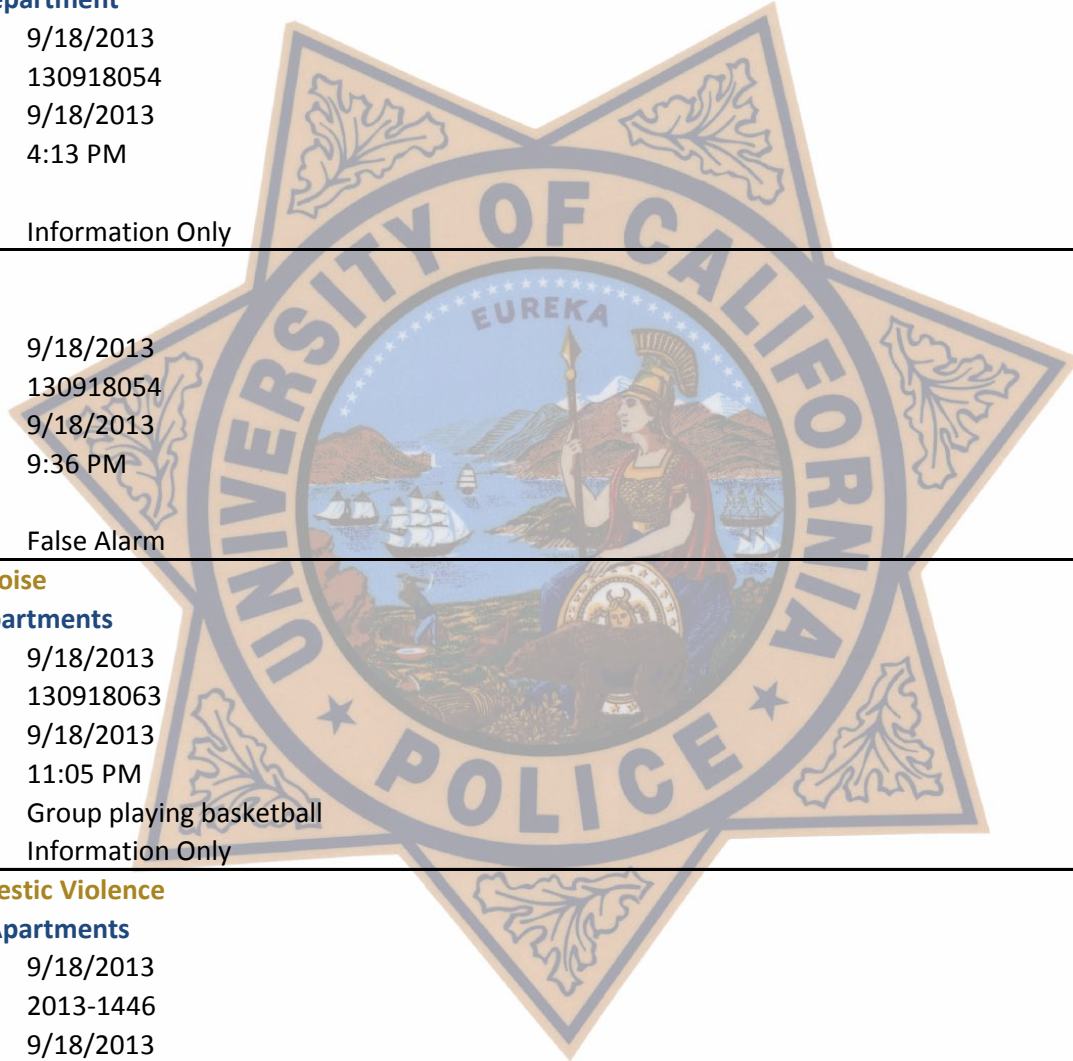 epartment
9/18/2013
130918054
9/18/2013
4:13 PM
Information Only
9/18/2013
130918054
9/18/2013
9:36 PM
False Alarm
oise
partments
9/18/2013
130918063
9/18/2013
11:05 PM
Group playing basketball
Information Only
estic Violence
Apartments
9/18/2013
2013-1446
9/18/2013
UNIVERSITY OF CALIFORNIA
EUREKA
POLICE